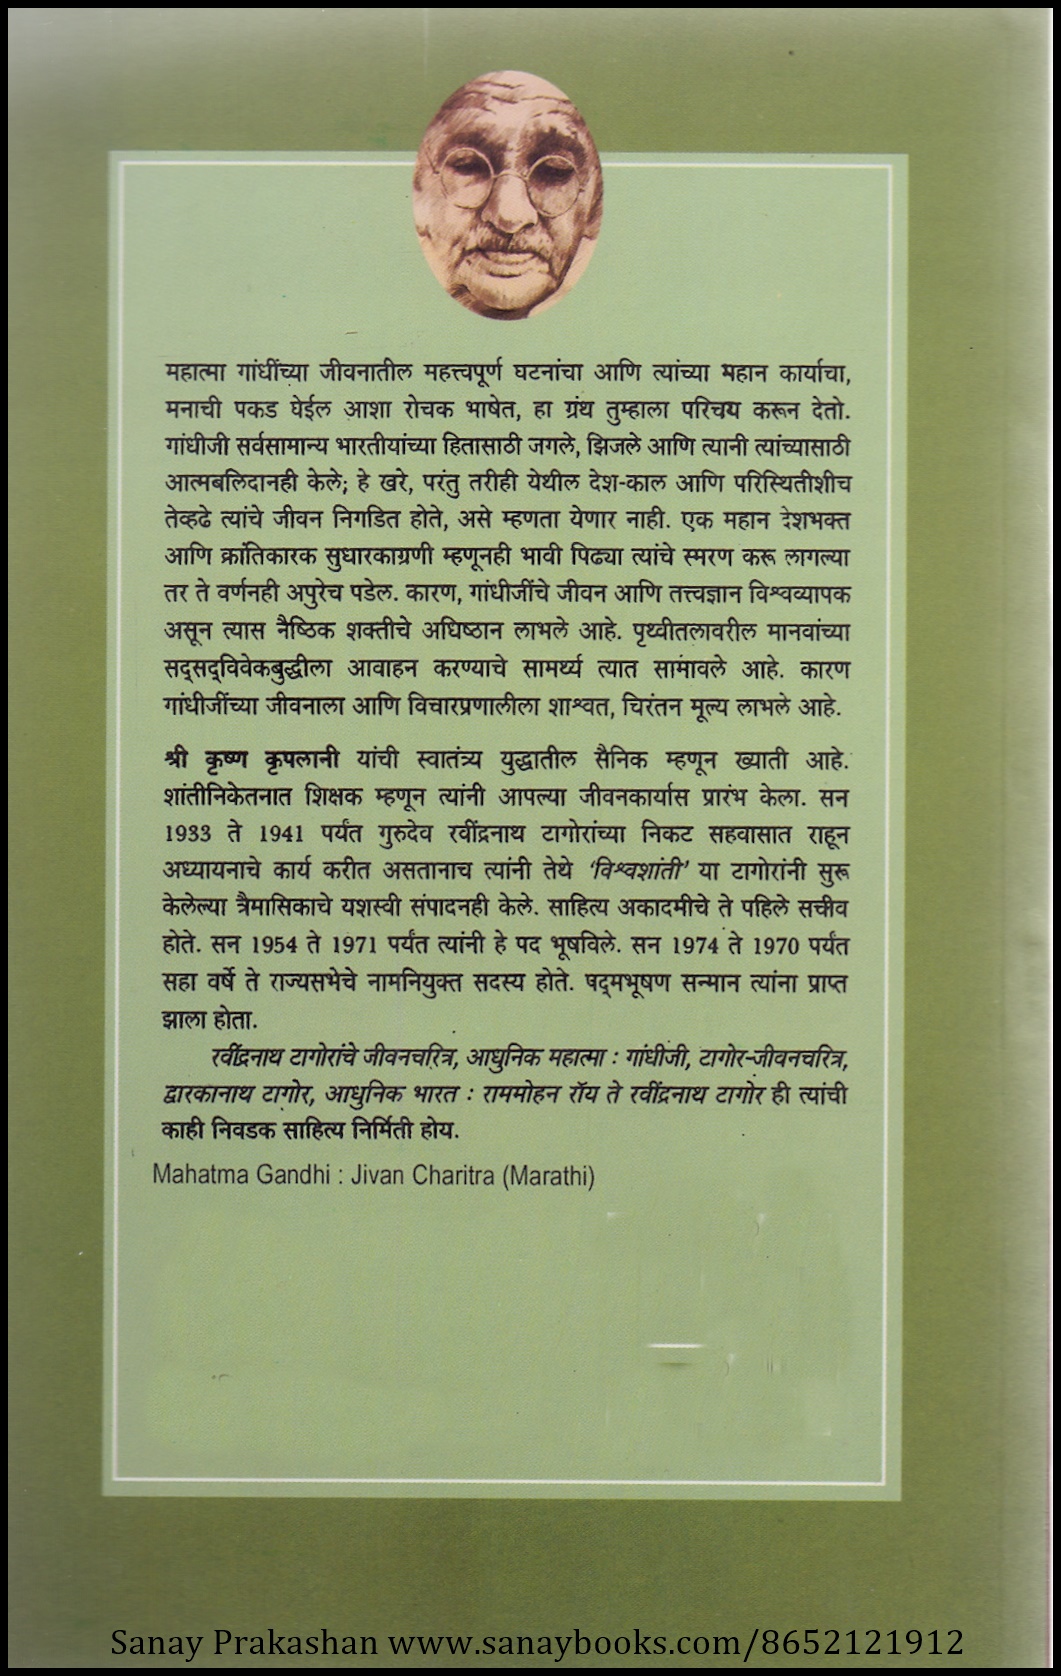 महात्मा गांधींच्या जीवनातील महत्त्वपूर्ण घटनांचा आणि त्यांच्या महान कार्याचा,
मनाची पकड घेईल आशा रोचक भाषेत, हा ग्रंथ तुम्हाला परिचय करून देतो.
गांधीजी सर्वसामान्य भारतीयांच्या हितासाठी जगले, झिजले आणि त्यानी त्यांच्यासाठी
आत्मबलिदानही केले; हे खरे, परंतु तरीही येथील देश-काल आणि परिस्थितीशीच
तेव्हढे त्यांचे जीवन निगडित होते, असे म्हणता येणार नाही. एक महान देशभक्त
आणि क्रांतिकारक सुधारकाग्रणी म्हणूनही भावी पिढ्या त्यांचे स्मरण करू लागल्या
तर ते वर्णनही अपुरेच पडेल. कारण, गांधीजींचे जीवन आणि तत्त्वज्ञान विश्वव्यापक
असून त्यास नैष्ठिक शक्तीचे अधिष्ठान लाभले आहे. पृथ्वीतलावरील मानवांच्या
सद्सद्विवेकबुद्धीला आवाहन करण्याचे सामर्थ्य त्यात सामावले आहे. कारण
गांधीजींच्या जीवनाला आणि विचारप्रणालीला शाश्वत, चिरंतन मूल्य लाभले आहे.
श्री कृष्ण कृपलानी यांची स्वातंत्र्य युद्धातील सैनिक म्हणून ख्याती आहे.
शांतीनिकेतनात शिक्षक म्हणून त्यांनी आपल्या जीवनकार्यास प्रारंभ केला. सन
1933 ते 1941 पर्यंत गुरुदेव रवींद्रनाथ टागोरांच्या निकट सहवासात राहून
अध्यायनाचे कार्य करीत असतानाच त्यांनी तेथे ‘विश्वशांती’ या टागोरांनी सुरू
केलेल्या त्रैमासिकाचे यशस्वी संपादनही केले. साहित्य अकादमीचे ते पहिले सचीव
होते. सन 1954 ते 1971 पर्यंत त्यांनी हे पद भूषविले. सन 1974 ते 1970 पर्यंत
सहा वर्षे ते राज्यसभेचे नामनियुक्त सदस्य होते. पद्मभूषण सन्मान त्यांना प्राप्त
झाला होता.
रवींद्रनाथ टागोरांचे जीवनचरित्र, आधुनिक महात्मा : गांधीजी, टागोर-जीवनचरित्र,
द्वारकानाथ टागोर, आधुनिक भारत : राममोहन रॉय ते रवींद्रनाथ टागोर ही त्यांची
काही निवडक साहित्य निर्मिती होय.
Mahatma Gandhi : Jivan Charitra (Marathi)
Sanay Prakashan www.sanaybooks.com/8652121912